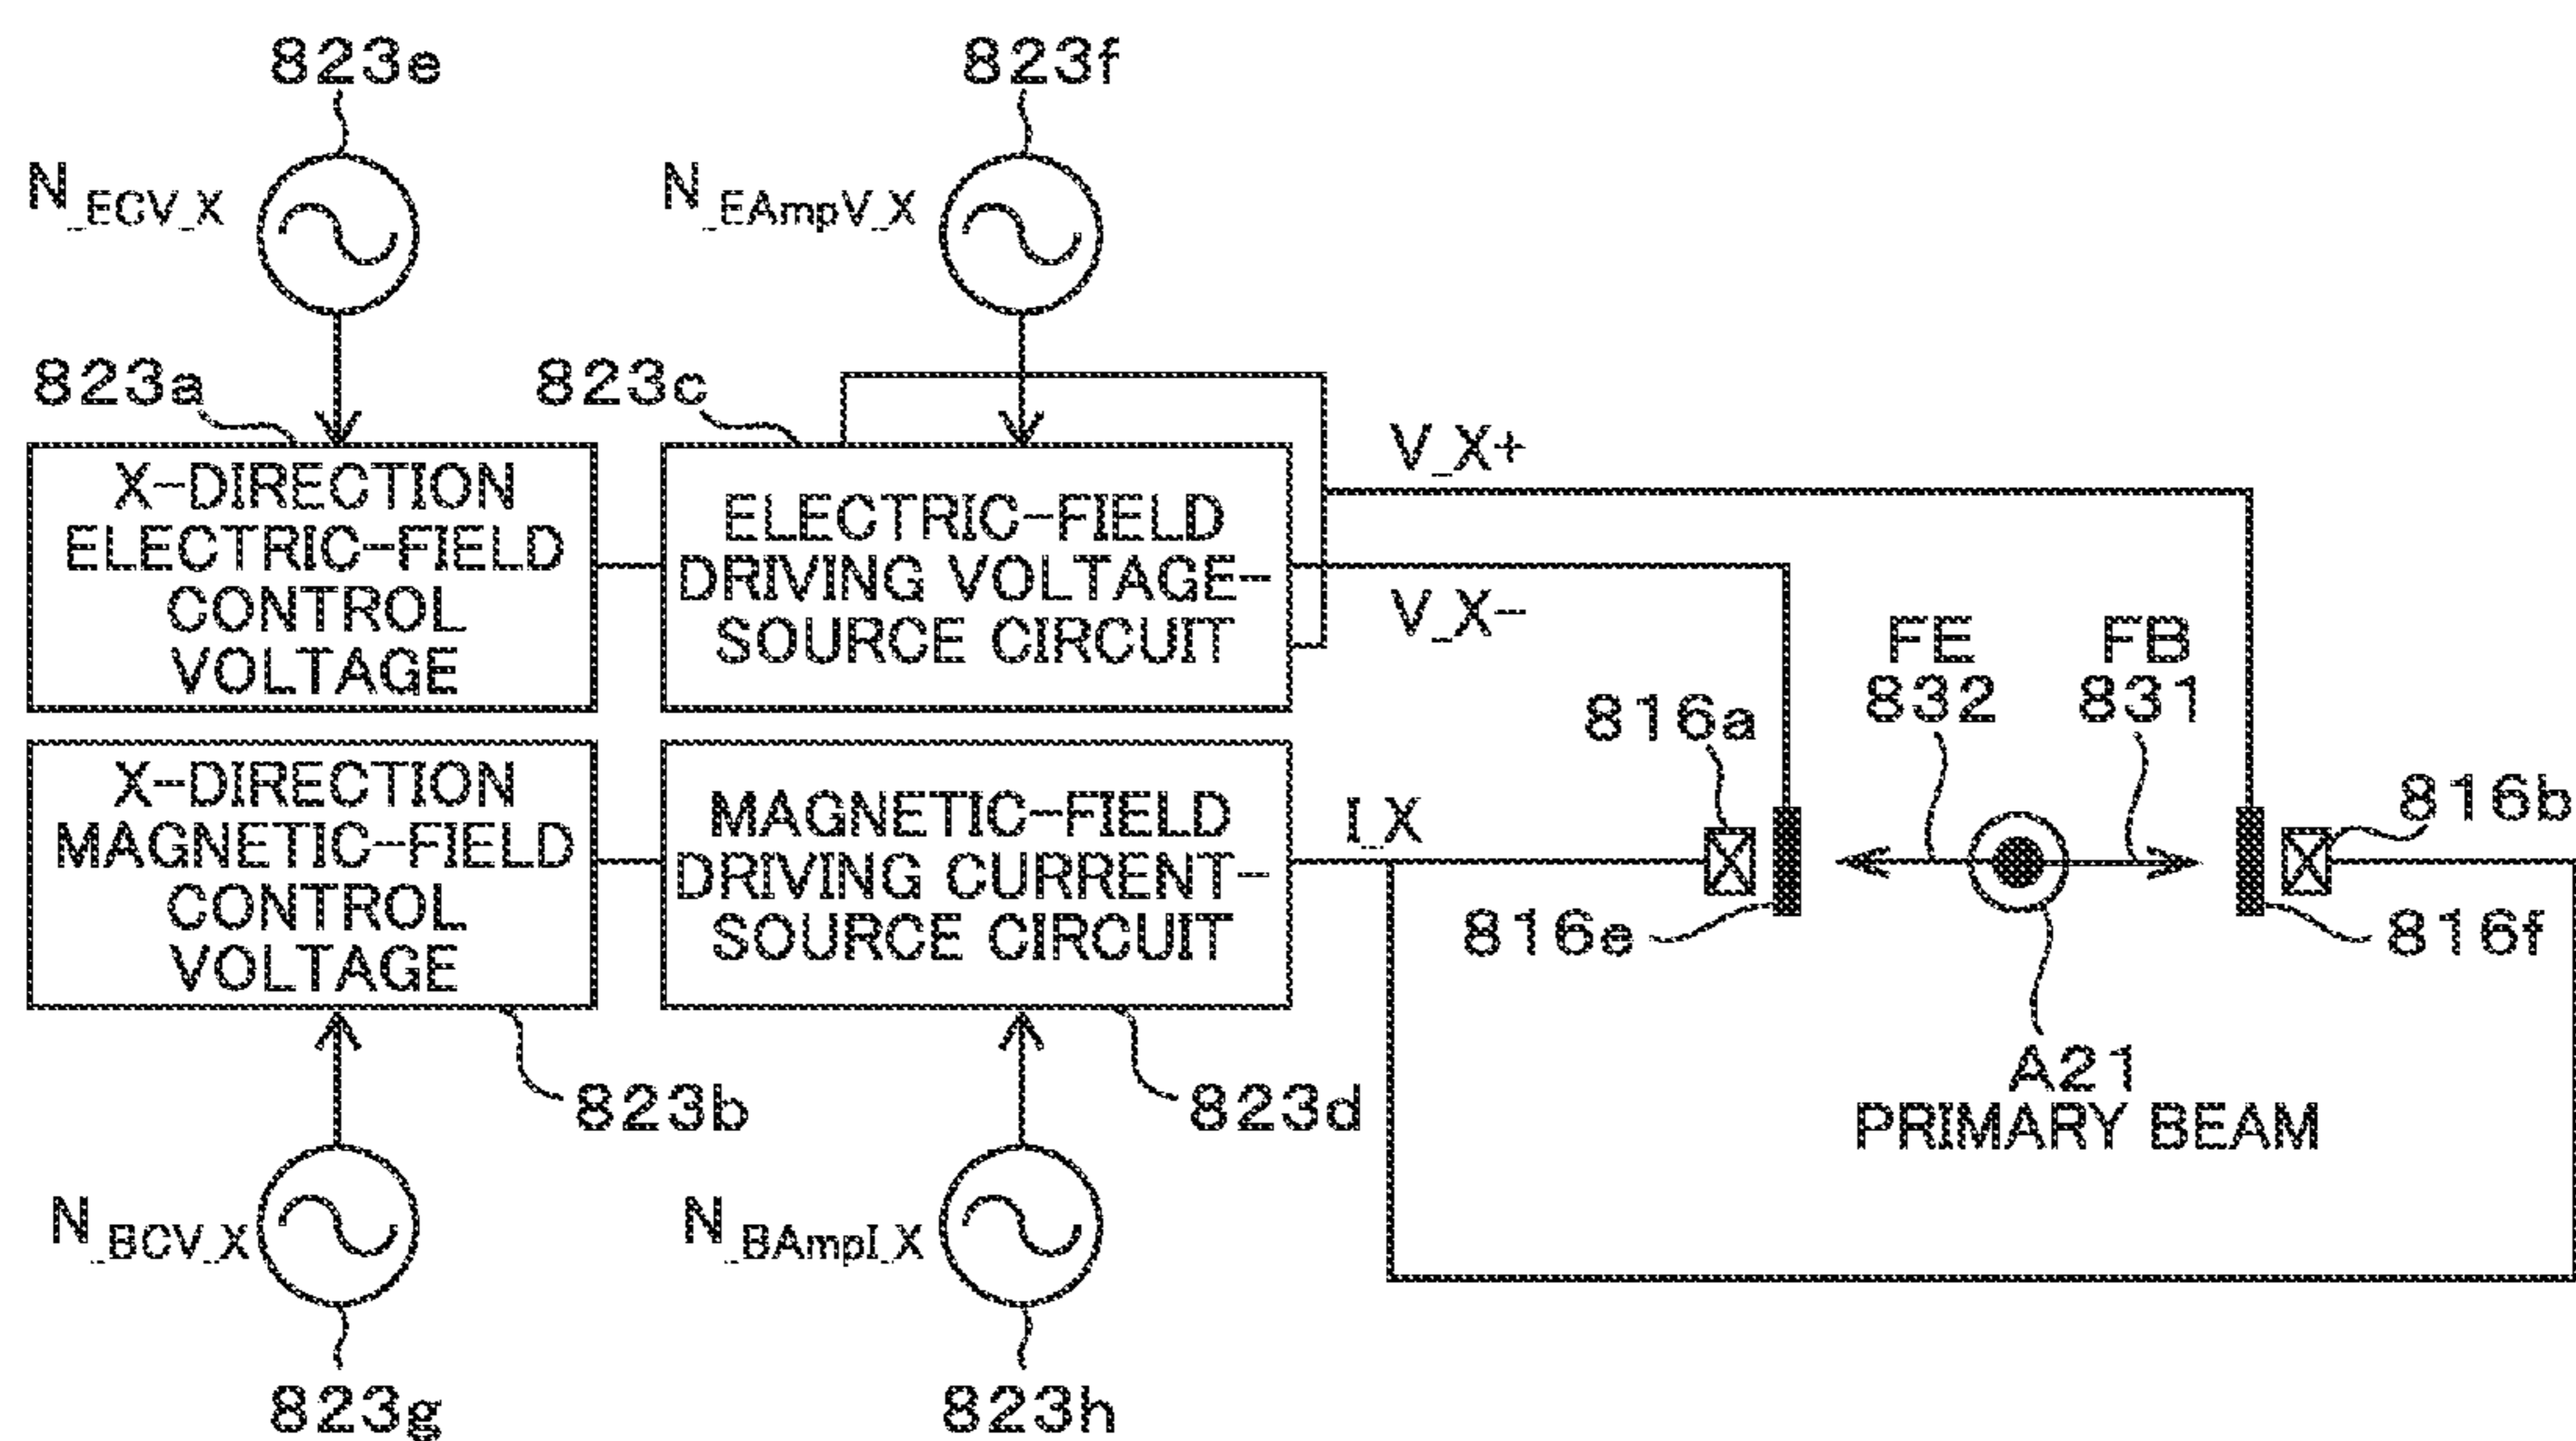 823e
823f
N_ECV_X
N_EAmpV_X
823a
823c
X-DIRECTION
ELECTRIC-FIELD
CONTROL
VOLTAGE
ELECTRIC-FIELD
DRIVING VOLTAGE-
SOURCE CIRCUIT
V_X+
V_X-
FE
832
FB
831
816a
816b
X-DIRECTION
MAGNETIC-FIELD
CONTROL
VOLTAGE
MAGNETIC-FIELD
DRIVING CURRENT-
SOURCE CIRCUIT
I_X
816e
816f
A21
PRIMARY BEAM
823b
823d
N_BCV_X
N_BAmpI_X
823g
823h